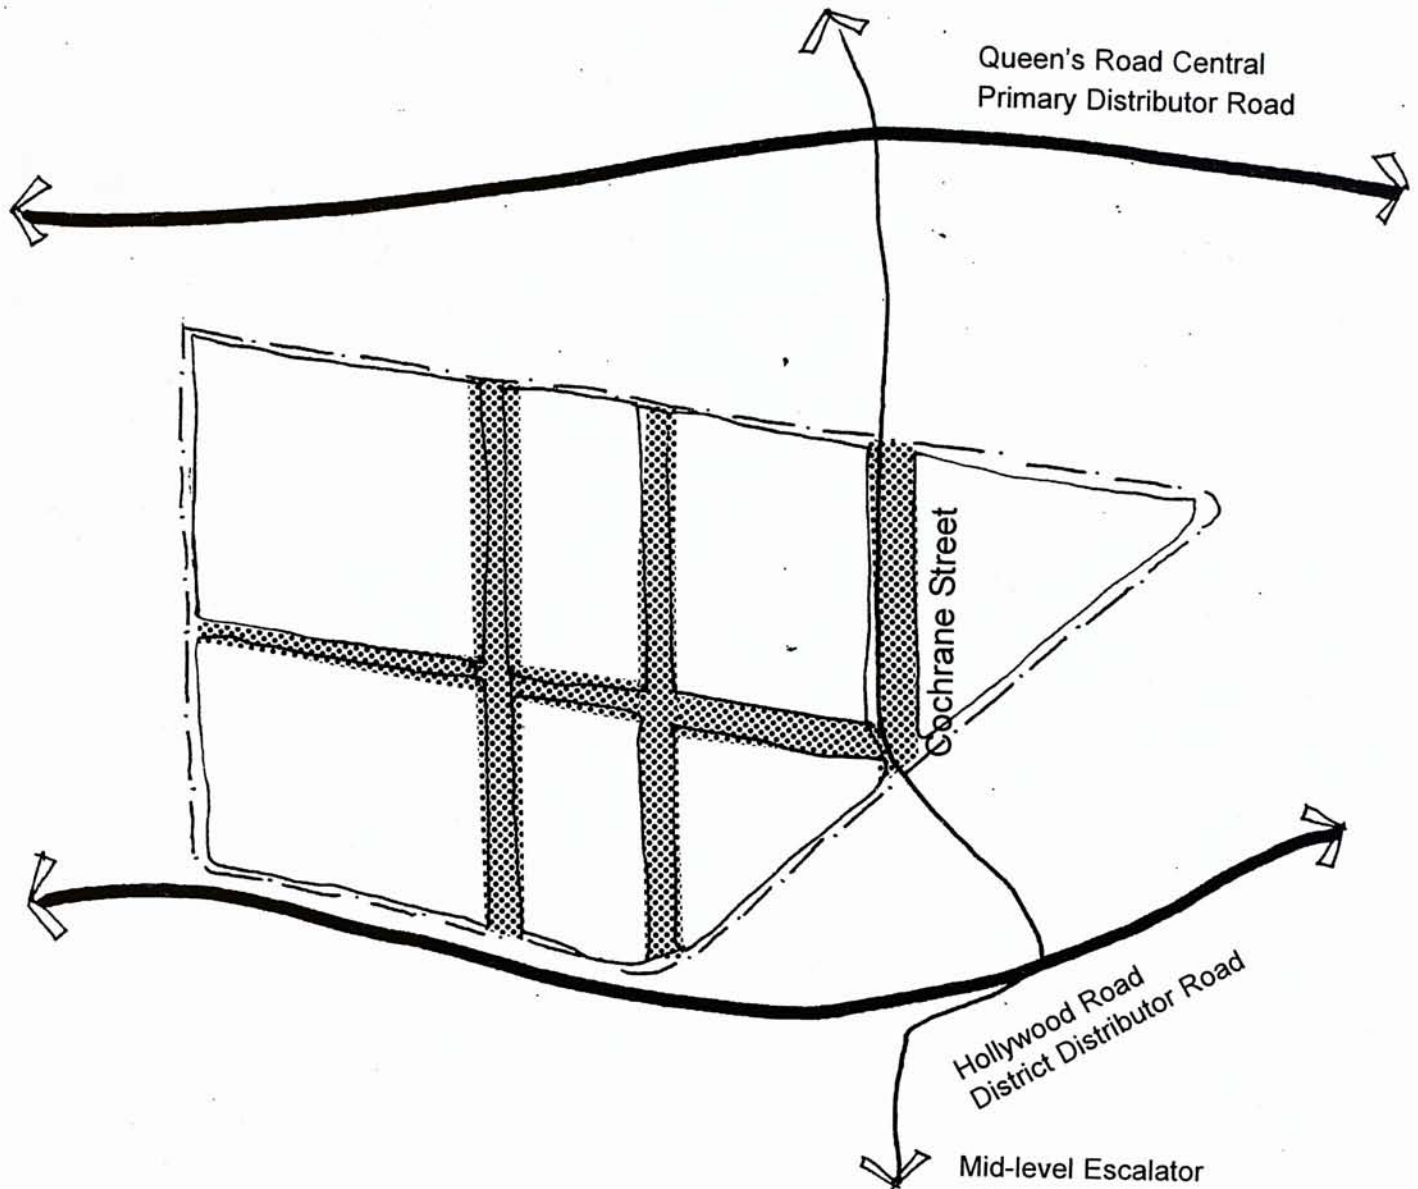 Queen's Road Central
Primary Distributor Road
Cochrane Street
Hollywood Road
District Distributor Road
Mid-level Escalator